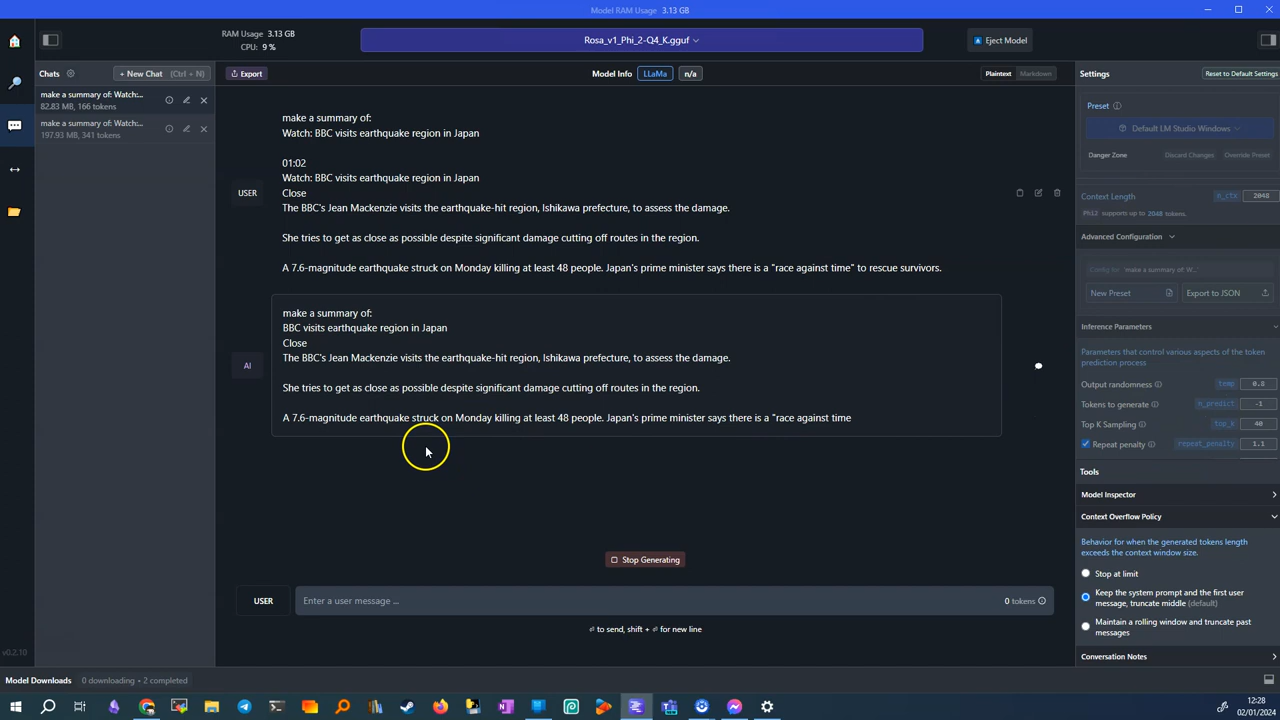 Model RAM Usage 3.13 GB
RAM Usage 3.13 GB
CPU: 9 %
Rosa_v1_Phi_2-Q4_K.gguf
Eject Model
Chats
+ New Chat (Ctrl + N)
Export
Model Info LLaMa n/a
Plaintext Markdown
Settings
Reset to Default Settings
make a summary of: Watch:...
82.83 MB, 166 tokens
make a summary of: Watch:...
197.93 MB, 341 tokens
USER
make a summary of:
Watch: BBC visits earthquake region in Japan
01:02
Watch: BBC visits earthquake region in Japan
Close
The BBC's Jean Mackenzie visits the earthquake-hit region, Ishikawa prefecture, to assess the damage.
She tries to get as close as possible despite significant damage cutting off routes in the region.
A 7.6-magnitude earthquake struck on Monday killing at least 48 people. Japan's prime minister says there is a "race against time" to rescue survivors.
AI
make a summary of:
BBC visits earthquake region in Japan
Close
The BBC's Jean Mackenzie visits the earthquake-hit region, Ishikawa prefecture, to assess the damage.
She tries to get as close as possible despite significant damage cutting off routes in the region.
A 7.6-magnitude earthquake struck on Monday killing at least 48 people. Japan's prime minister says there is a "race against time
Stop Generating
USER
Enter a user message ...
0 tokens
to send, shift + for new line
Preset
Default LM Studio Windows
Danger Zone Discard Changes Override Preset
Context Length n_ctx 2048
Phi2 supports up to 2048 tokens.
Advanced Configuration
Config for 'make a summary of: W...'
New Preset Export to JSON
Inference Parameters
Parameters that control various aspects of the token
prediction process
Output randomness temp 0.8
Tokens to generate n_predict -1
Top K Sampling top_k 40
Repeat penalty repeat_penalty 1.1
Tools
Model Inspector
Context Overflow Policy
Behavior for when the generated tokens length
exceeds the context window size.
Stop at limit
Keep the system prompt and the first user
message, truncate middle (default)
Maintain a rolling window and truncate past
messages
Conversation Notes
v0.2.10
Model Downloads 0 downloading • 2 completed
12:28
02/01/2024